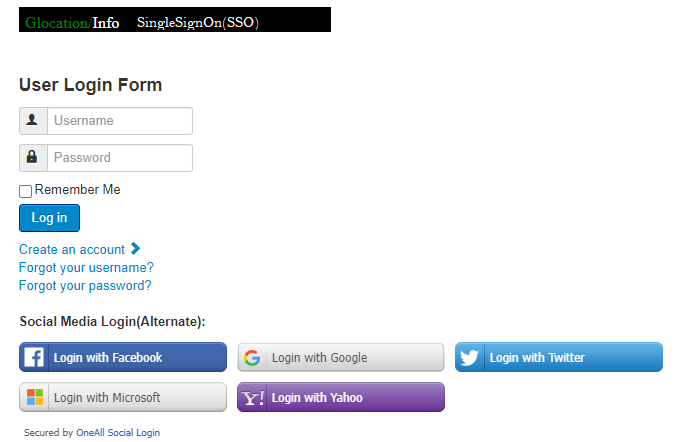 Glocation/Info SingleSignOn(SSO)
User Login Form
Username
Password
Remember Me
Log in
Create an account
Forgot your username?
Forgot your password?
Social Media Login(Alternate):
Login with Facebook Login with Google Login with Twitter
Login with Microsoft Y! Login with Yahoo
Secured by OneAll Social Login